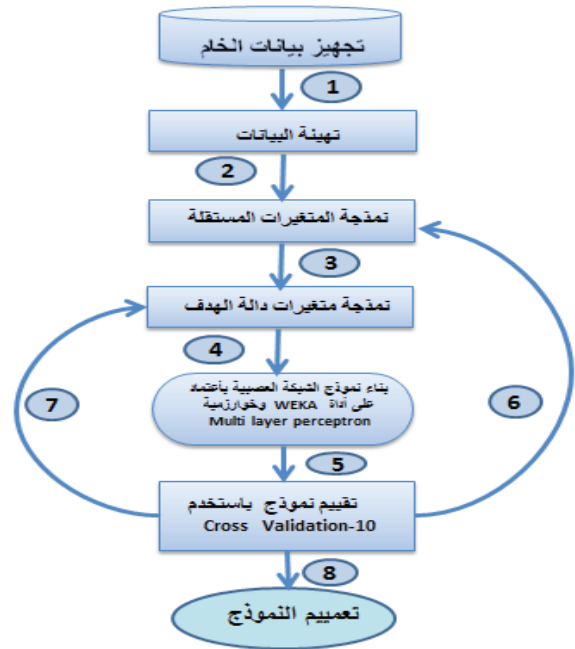 تجهيز بيانات الخام
1
تهيئة البيانات
2
نمذجة المتغيرات المستقلة
3
نمذجة متغيرات دالة الهدف
4
بناء نموذج الشبكة العصبية بأعتماد
على أداة WEKA وخوارزمية
Multi layer perceptron
7
6
5
تقييم نموذج باستخدم
Cross Validation-10
8
تعمييم النموذج